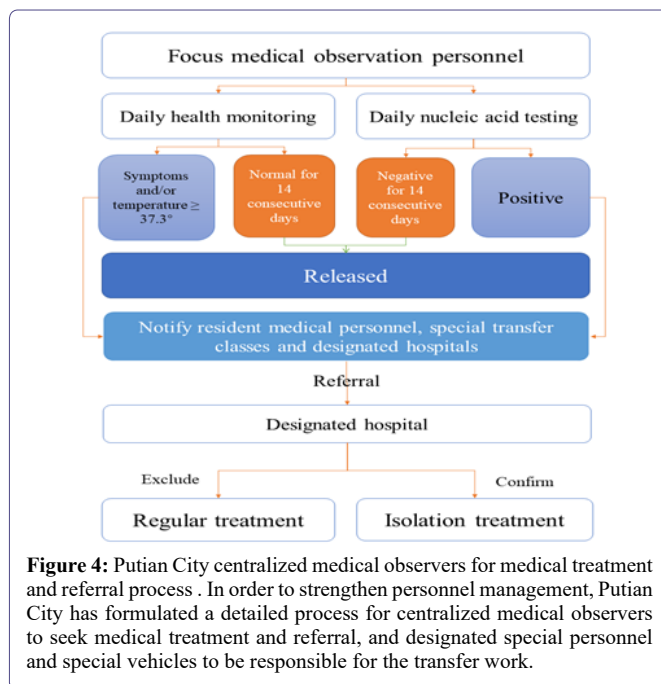 Focus medical observation personnel
Daily health monitoring
Daily nucleic acid testing
Symptoms
and/or
temperature ≥
37.3°
Normal for
14
consecutive
days
Negative
for 14
consecutive
days
Positive
Released
Notify resident medical personnel, special transfer
classes and designated hospitals
Referral
Designated hospital
Exclude
Confirm
Regular treatment
Isolation treatment
Figure 4: Putian City centralized medical observers for medical treatment
and referral process . In order to strengthen personnel management, Putian
City has formulated a detailed process for centralized medical observers
to seek medical treatment and referral, and designated special personnel
and special vehicles to be responsible for the transfer work.